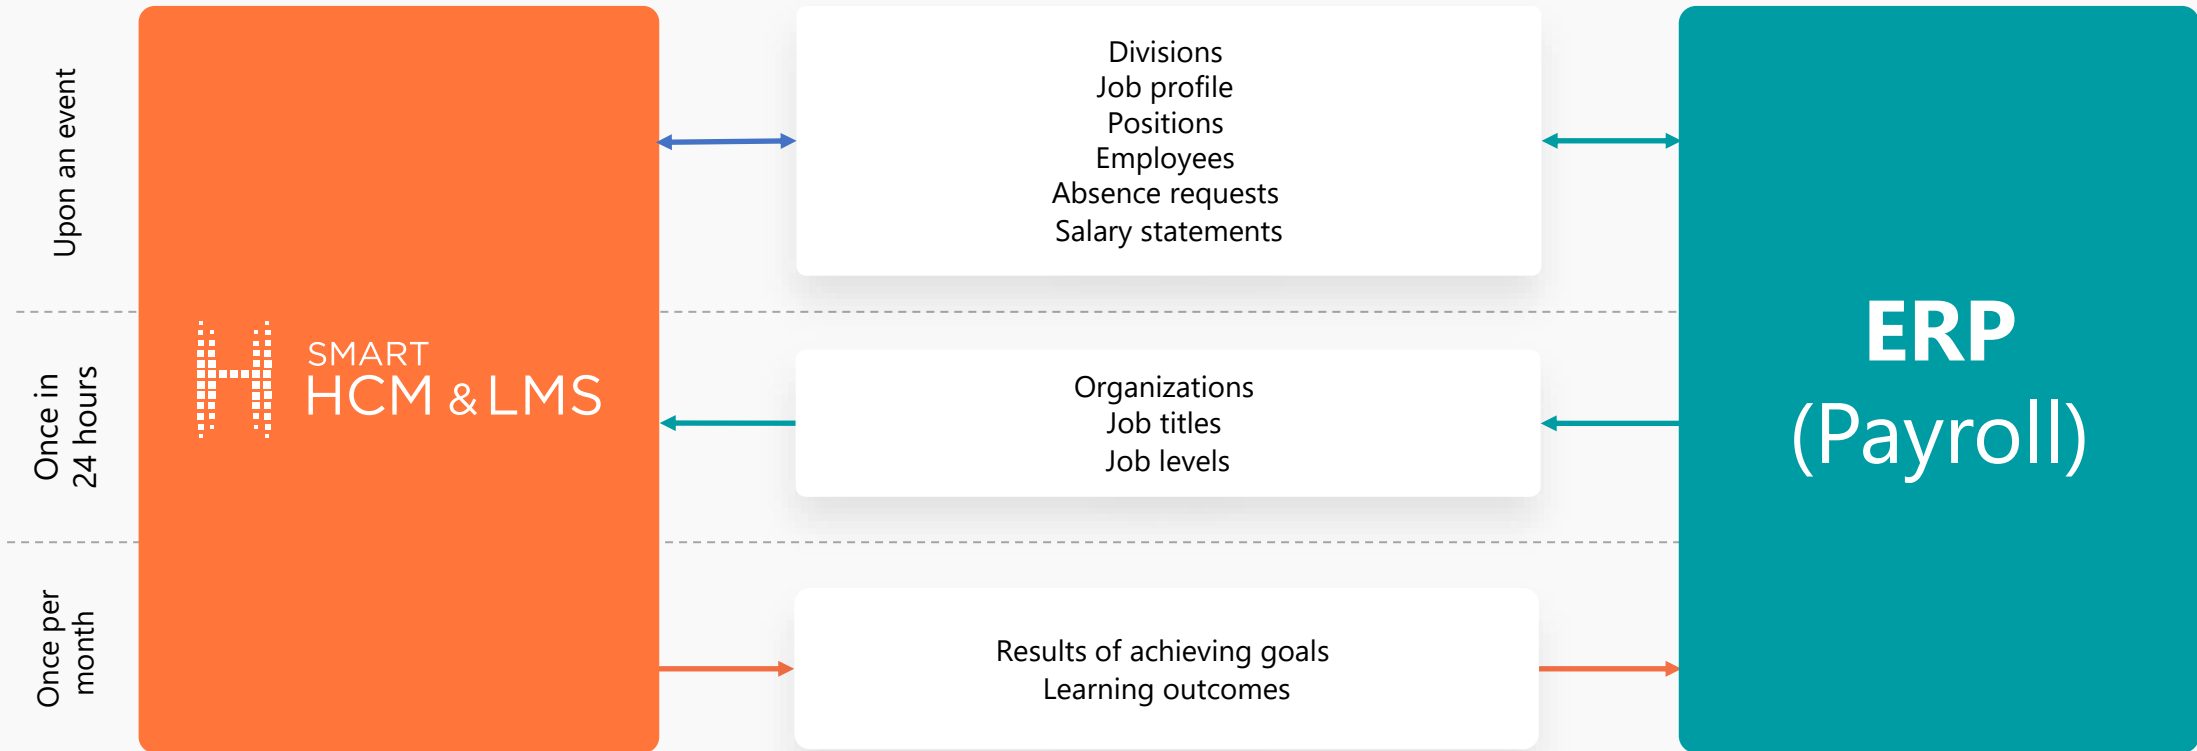 Upon an event
Divisions
Job profile
Positions
Employees
Absence requests
Salary statements
SMART
HCM & LMS
ERP
(Payroll)
Once in
24 hours
Organizations
Job titles
Job levels
Once per
month
Results of achieving goals
Learning outcomes